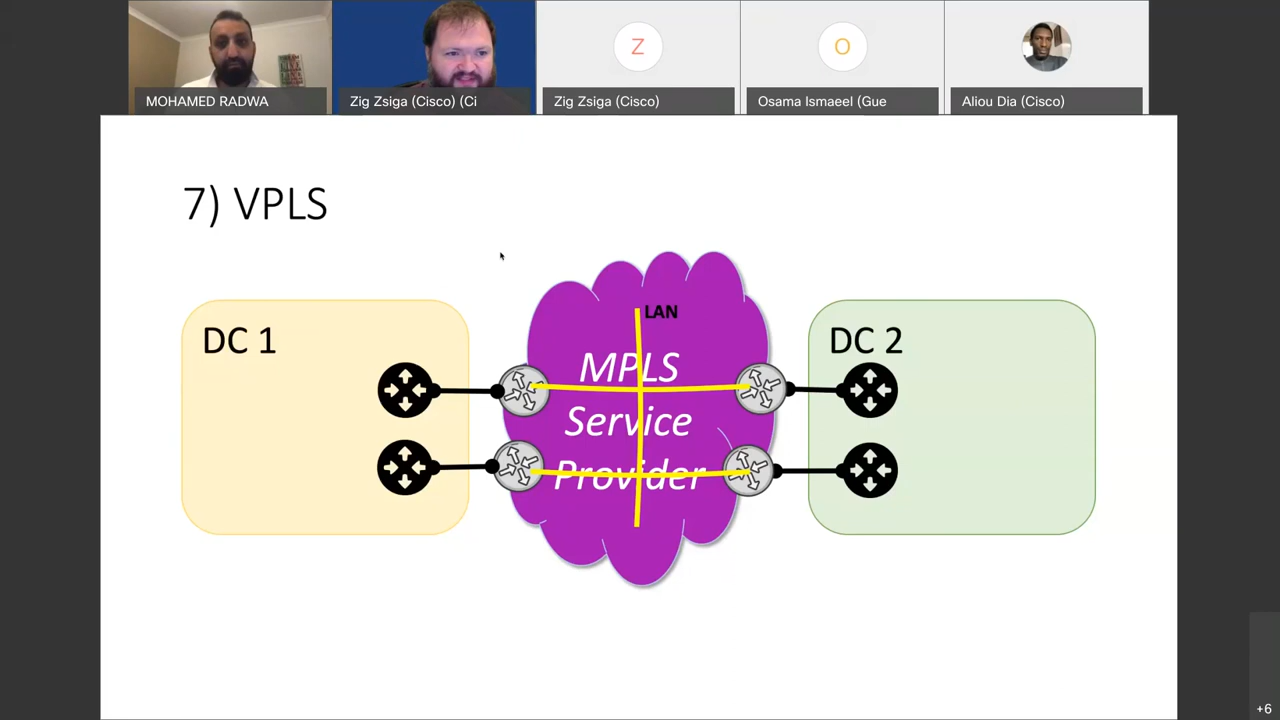 MOHAMED RADWA
Zig Zsiga (Cisco) (Ci
Z
Zig Zsiga (Cisco)
O
Osama Ismaeel (Gue
Aliou Dia (Cisco)
7) VPLS
DC 1
LAN
MPLS
Service
Provider
DC 2
+6